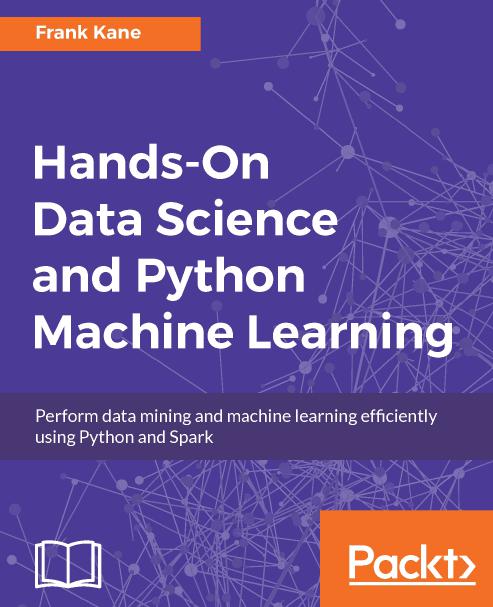 Frank Kane
Hands-On
Data Science
and Python
Machine Learning
Perform data mining and machine learning efficiently
using Python and Spark
Packt>